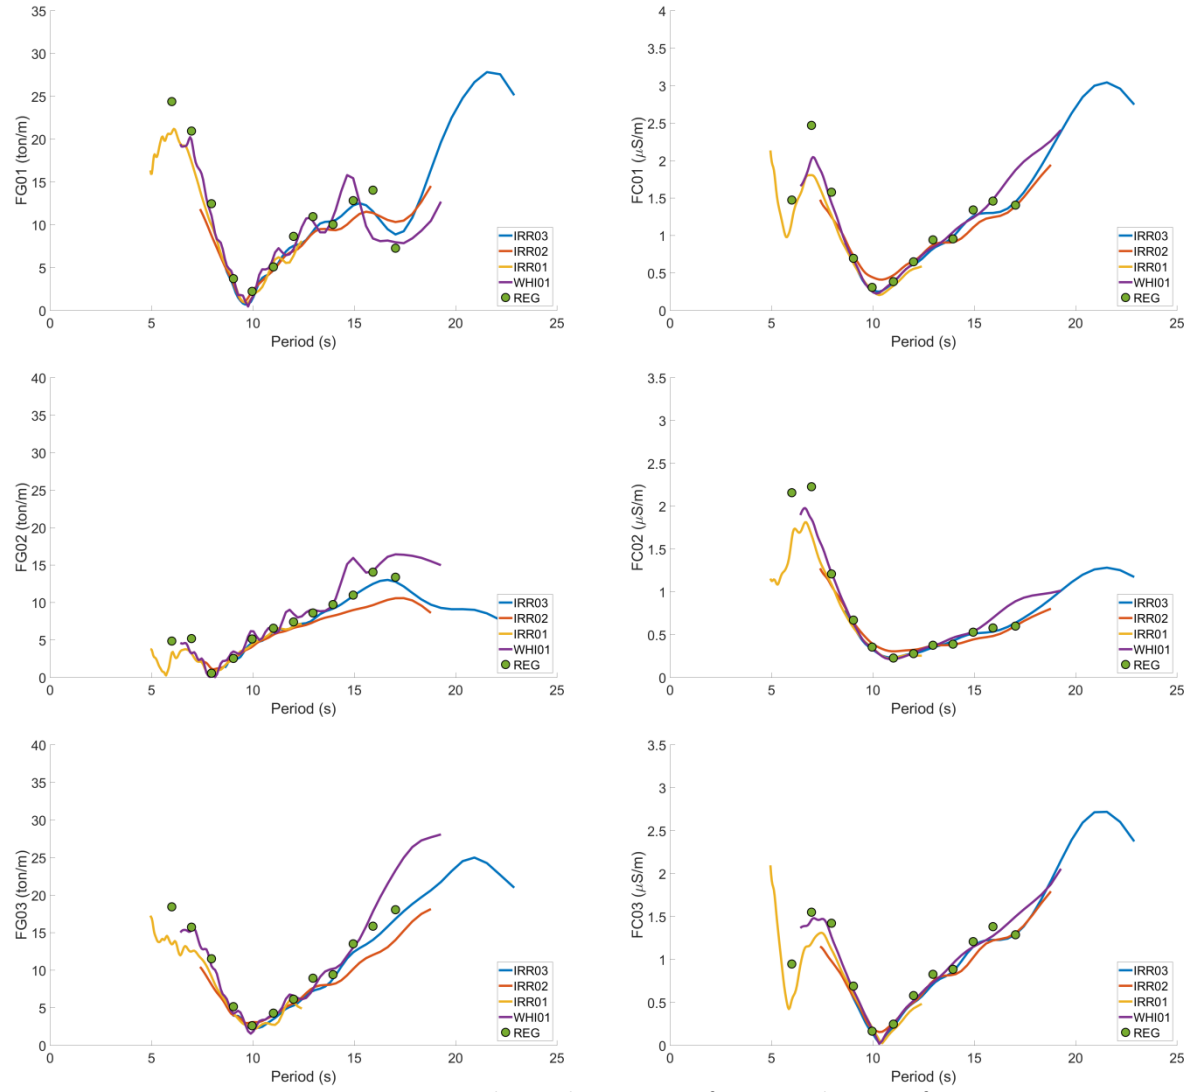 35
30
25
20
15
10
5
0
FG01 (ton/m)
0 5 10 15 20 25
Period (s)
IRR03
IRR02
IRR01
WHI01
REG
4
3.5
3
2.5
2
1.5
1
0.5
0
FC01 (μS/m)
0 5 10 15 20 25
Period (s)
IRR03
IRR02
IRR01
WHI01
REG
40
35
30
25
20
15
10
5
0
FG02 (ton/m)
0 5 10 15 20 25
Period (s)
IRR03
IRR02
IRR01
WHI01
REG
3.5
3
2.5
2
1.5
1
0.5
0
FC02 (μS/m)
0 5 10 15 20 25
Period (s)
IRR03
IRR02
IRR01
WHI01
REG
40
35
30
25
20
15
10
5
0
FG03 (ton/m)
0 5 10 15 20 25
Period (s)
IRR03
IRR02
IRR01
WHI01
REG
3.5
3
2.5
2
1.5
1
0.5
0
FC03 (μS/m)
0 5 10 15 20 25
Period (s)
IRR03
IRR02
IRR01
WHI01
REG